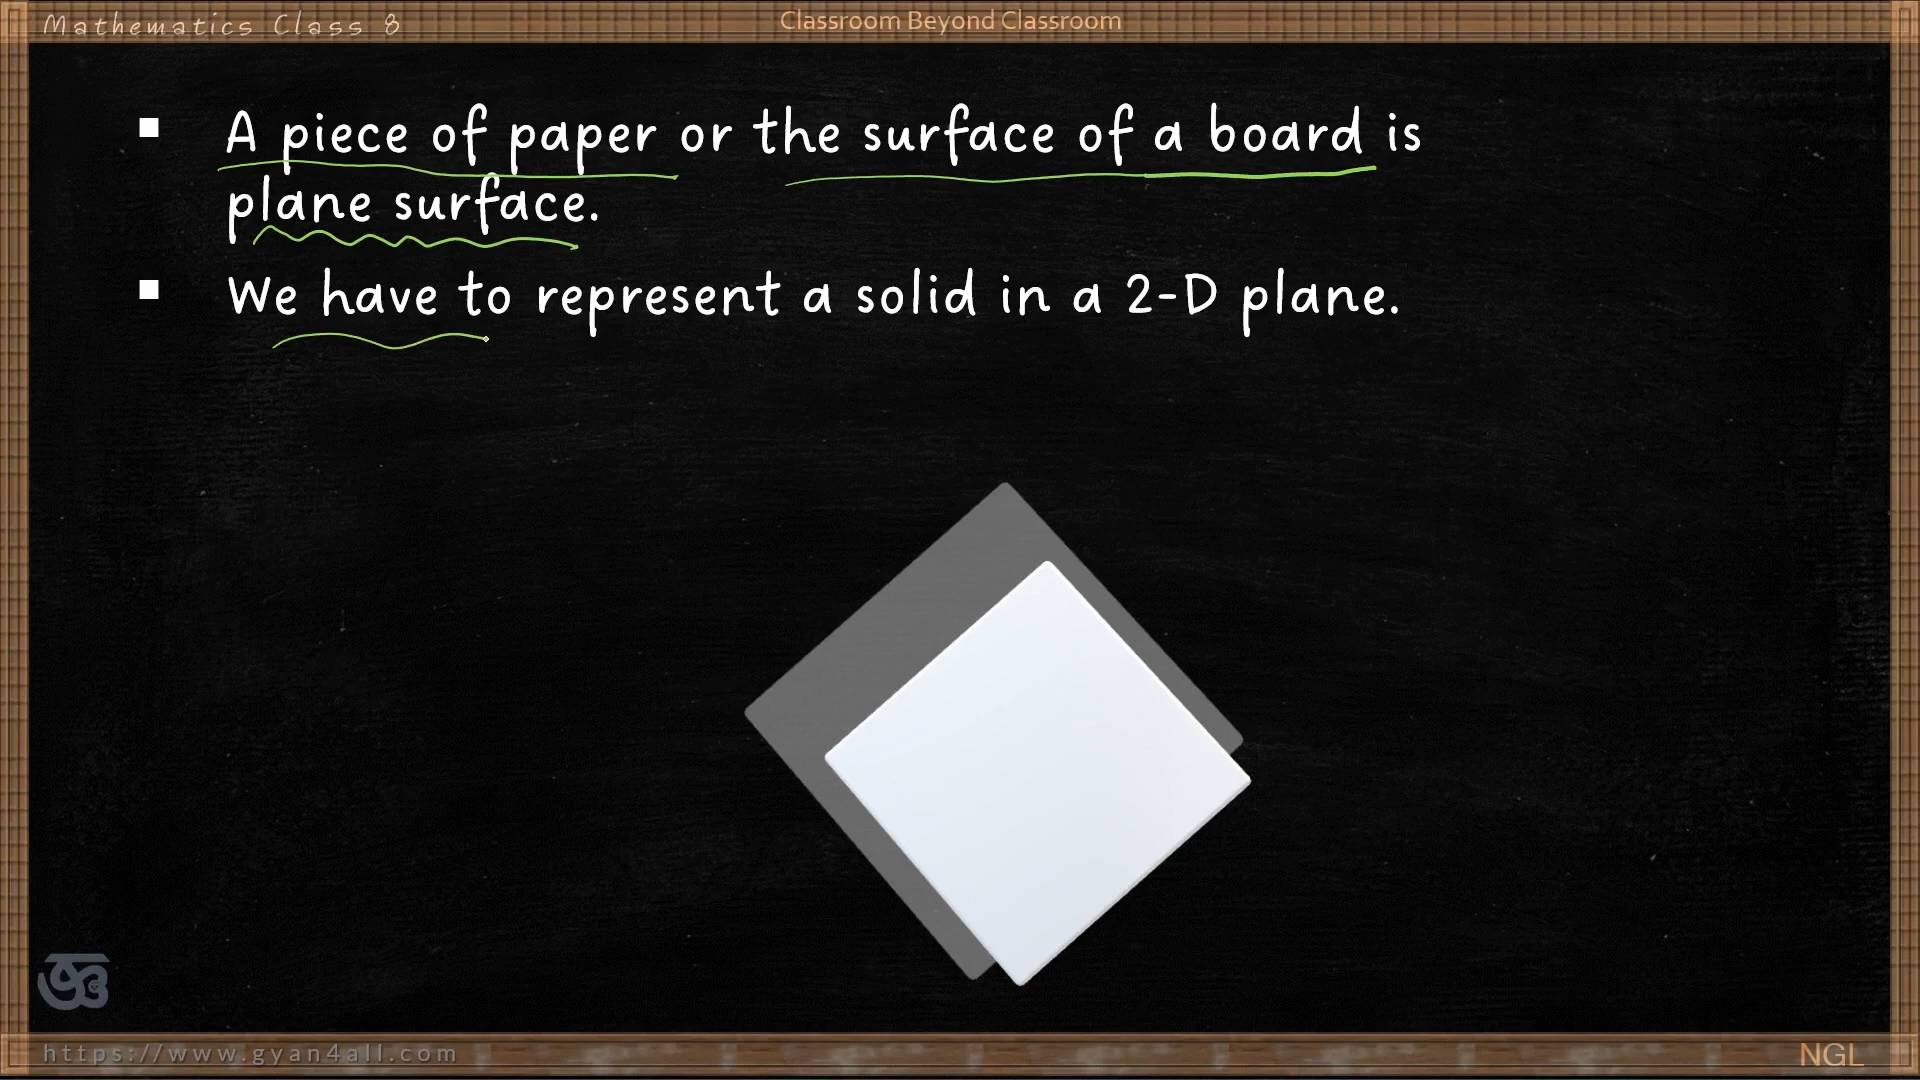 Mathematics Class 8
Classroom Beyond Classroom
▪ A piece of paper or the surface of a board is
plane surface.
▪ We have to represent a solid in a 2-D plane.
https://www.gyan4all.com
NGL